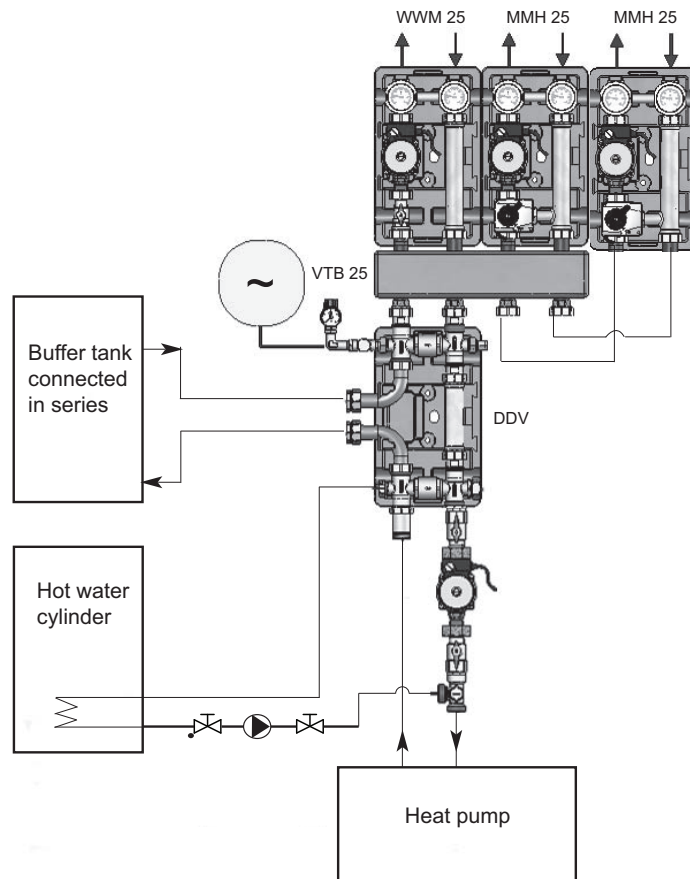 WWM 25
MMH 25
MMH 25
VTB 25
~
Buffer tank
connected
in series
DDV
Hot water
cylinder
Heat pump